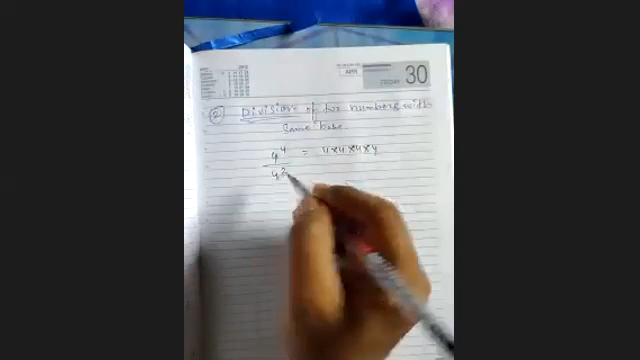 APR
FRIDAY 30
② Division of two numbers with
same base.
4⁴ = 4×4×4×4
4²